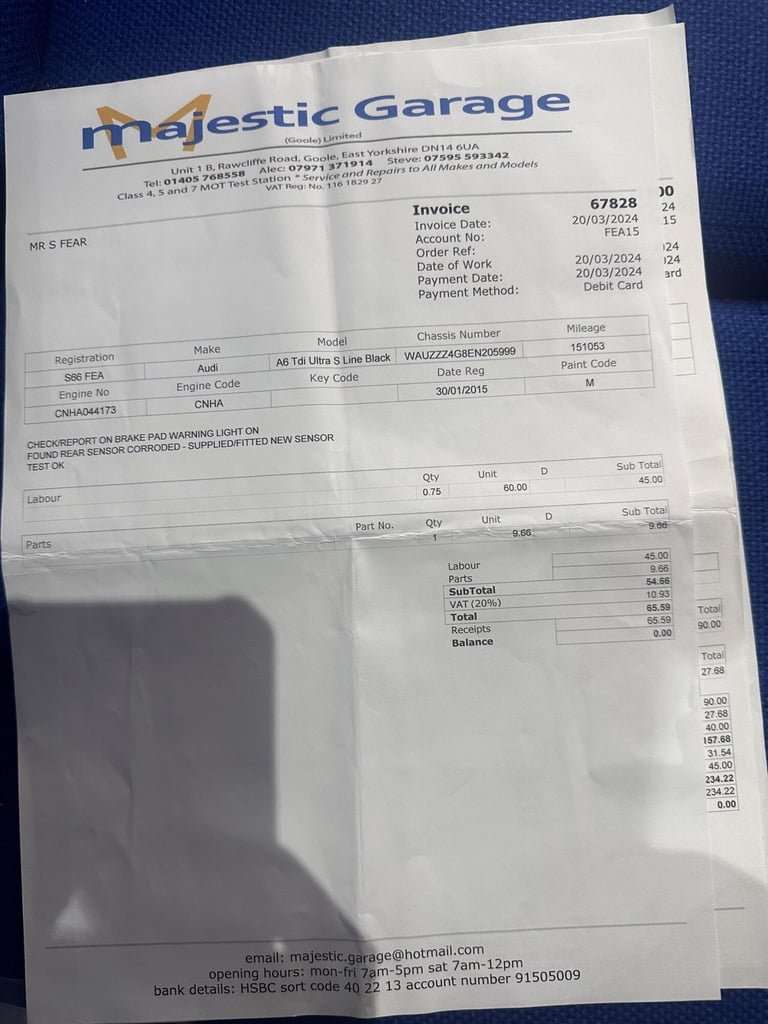 majestic Garage
(Goole) Limited
Unit 1 B, Rawcliffe Road, Goole, East Yorkshire DN14 6UA
Tel: 01405 768558 Alec: 07971 371914 Steve: 07595 593342
Class 4, 5 and 7 MOT Test Station * Service and Repairs to All Makes and Models
VAT Reg: No. 116 1829 27
MR S FEAR
Invoice 67828
Invoice Date: 20/03/2024
Account No: FEA15
Order Ref:
Date of Work 20/03/2024
Payment Date: 20/03/2024
Payment Method: Debit Card
Registration Make Model Chassis Number Mileage
S66 FEA Audi A6 Tdi Ultra S Line Black WAUZZZ4G8EN205999 151053
Engine No Engine Code Key Code Date Reg Paint Code
CNHA044173 CNHA 30/01/2015 M
CHECK/REPORT ON BRAKE PAD WARNING LIGHT ON
FOUND REAR SENSOR CORRODED - SUPPLIED/FITTED NEW SENSOR
TEST OK
Labour Qty Unit D Sub Total
0.75 60.00 45.00
Parts Part No. Qty Unit D Sub Total
1 9.66 9.66
Labour 45.00
Parts 9.66
SubTotal 54.66
VAT (20%) 10.93
Total 65.59
Receipts 65.59
Balance 0.00
email: majestic.garage@hotmail.com
opening hours: mon-fri 7am-5pm sat 7am-12pm
bank details: HSBC sort code 40 22 13 account number 91505009
00
24
15
24
24
ard
Total
90.00
Total
27.68
90.00
27.68
40.00
157.68
31.54
45.00
234.22
234.22
0.00